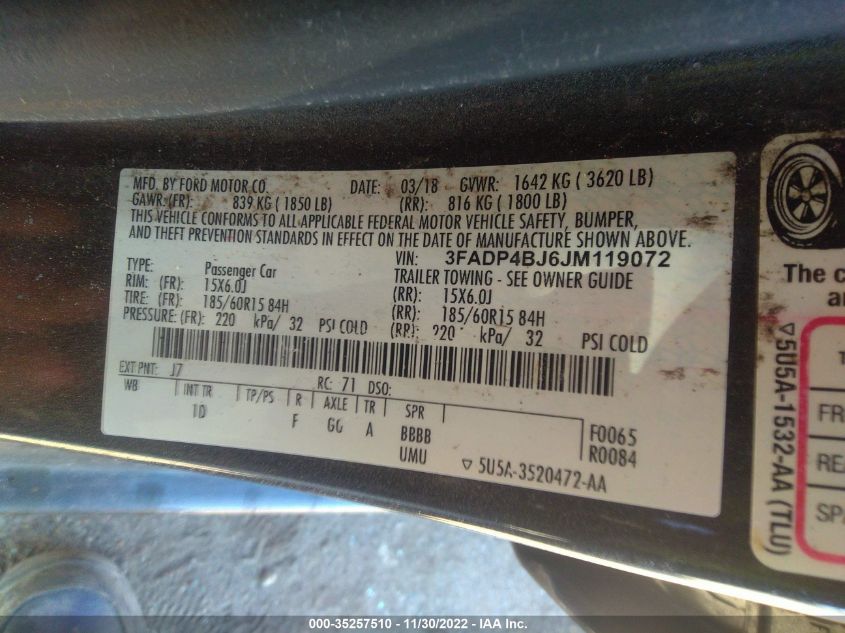 MFD. BY FORD MOTOR CO. DATE: 03/18 GVWR: 1642 KG ( 3620 LB)
GAWR: (FR): 839 KG ( 1850 LB) (RR): 816 KG ( 1800 LB)
THIS VEHICLE CONFORMS TO ALL APPLICABLE FEDERAL MOTOR VEHICLE SAFETY, BUMPER,
AND THEFT PREVENTION STANDARDS IN EFFECT ON THE DATE OF MANUFACTURE SHOWN ABOVE.
VIN: 3FADP4BJ6JM119072
TYPE: Passenger Car TRAILER TOWING - SEE OWNER GUIDE
RIM: (FR): 15X6.0J (RR): 15X6.0J
TIRE: (FR): 185/60R15 84H (RR): 185/60R15 84H
PRESSURE: (FR): 220 kPa/ 32 PSI COLD (RR): 220 kPa/ 32 PSI COLD
EXT PNT: J7 RC: 71 DSO:
WB INT TR TP/PS R AXLE TR SPR
1D F GG A BBBB F0065
UMU R0084
▽ 5U5A-3520472-AA
The c
an
▽5U5A-1532-AA (TLU)
T
FR
REA
SPA
000-35257510 - 11/30/2022 - IAA Inc.